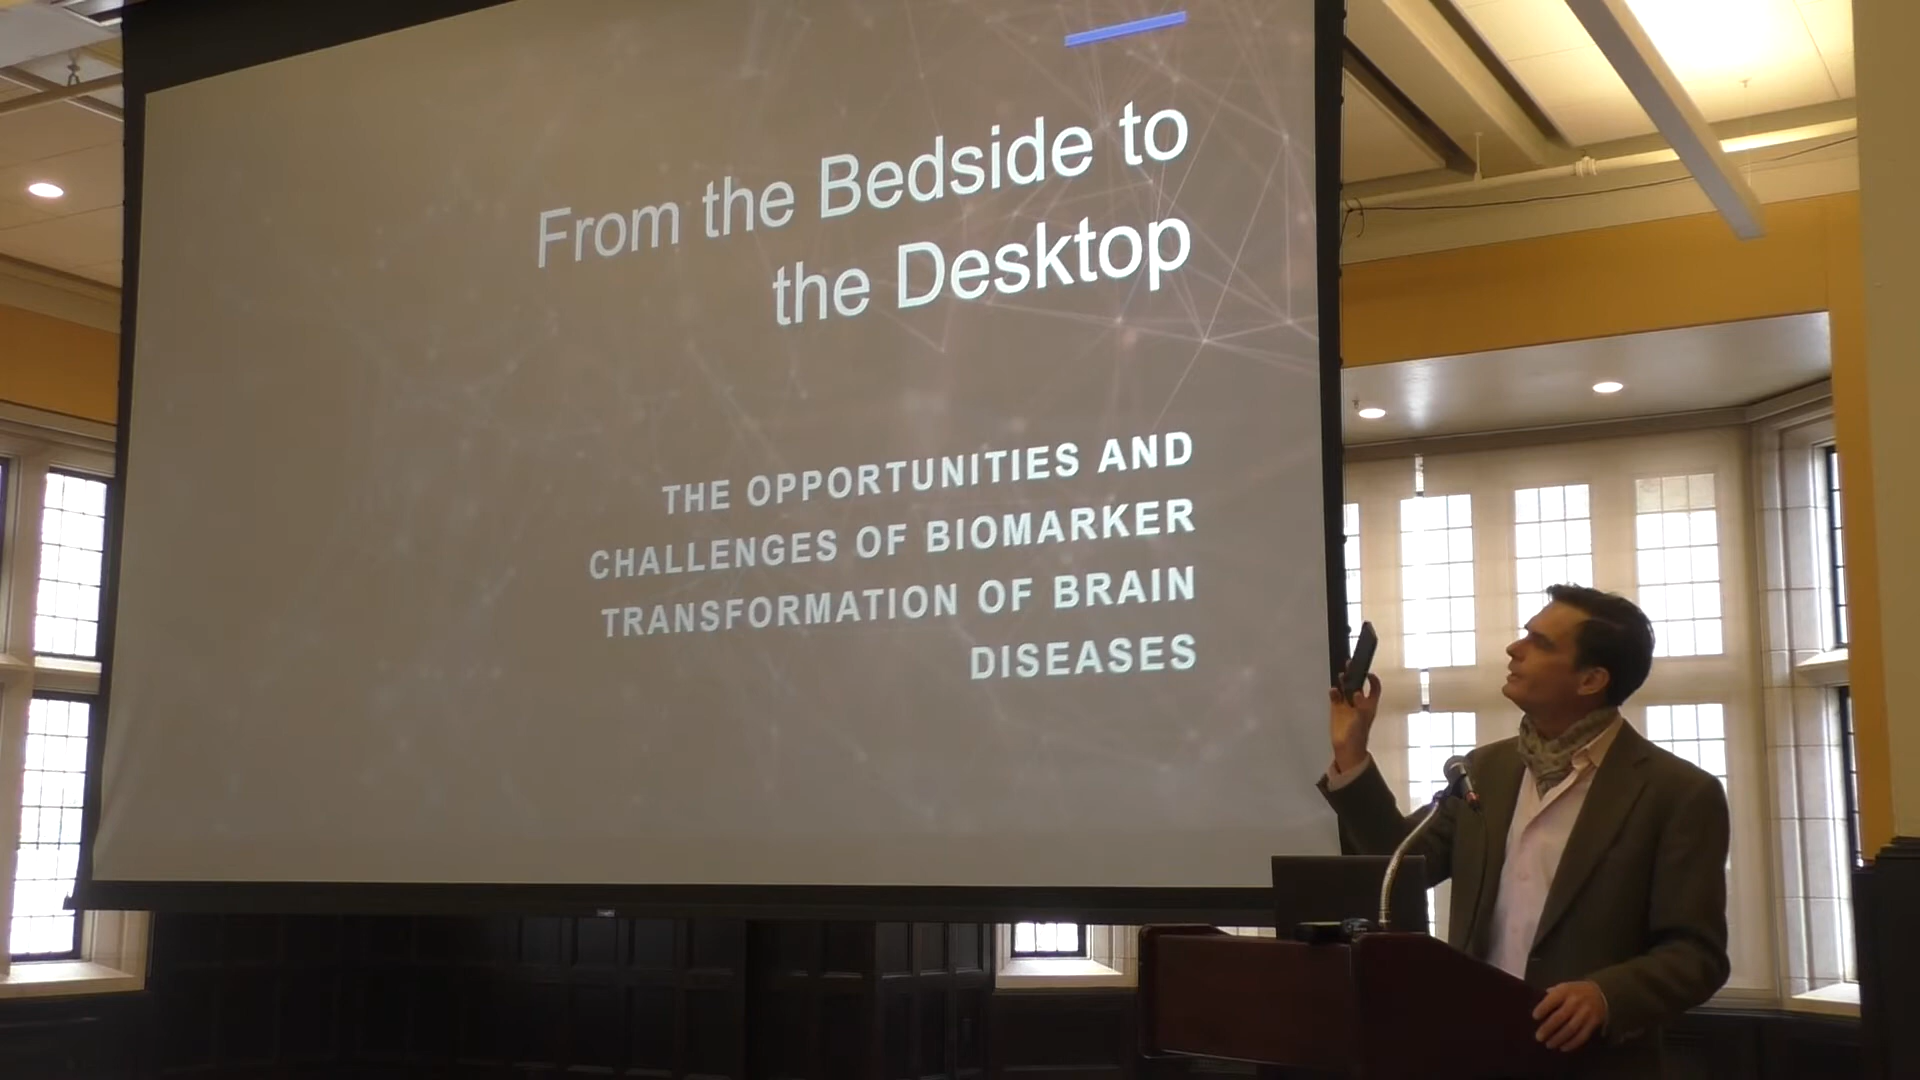 From the Bedside to
the Desktop
THE OPPORTUNITIES AND
CHALLENGES OF BIOMARKER
TRANSFORMATION OF BRAIN
DISEASES